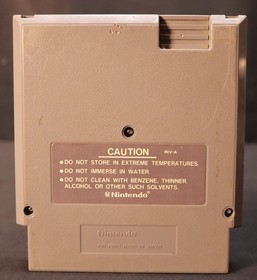 CAUTION
REV-A
●DO NOT STORE IN EXTREME TEMPERATURES.
●DO NOT IMMERSE IN WATER.
●DO NOT CLEAN WITH BENZENE, THINNER,
ALCOHOL OR OTHER SUCH SOLVENTS.
Nintendo®
Nintendo